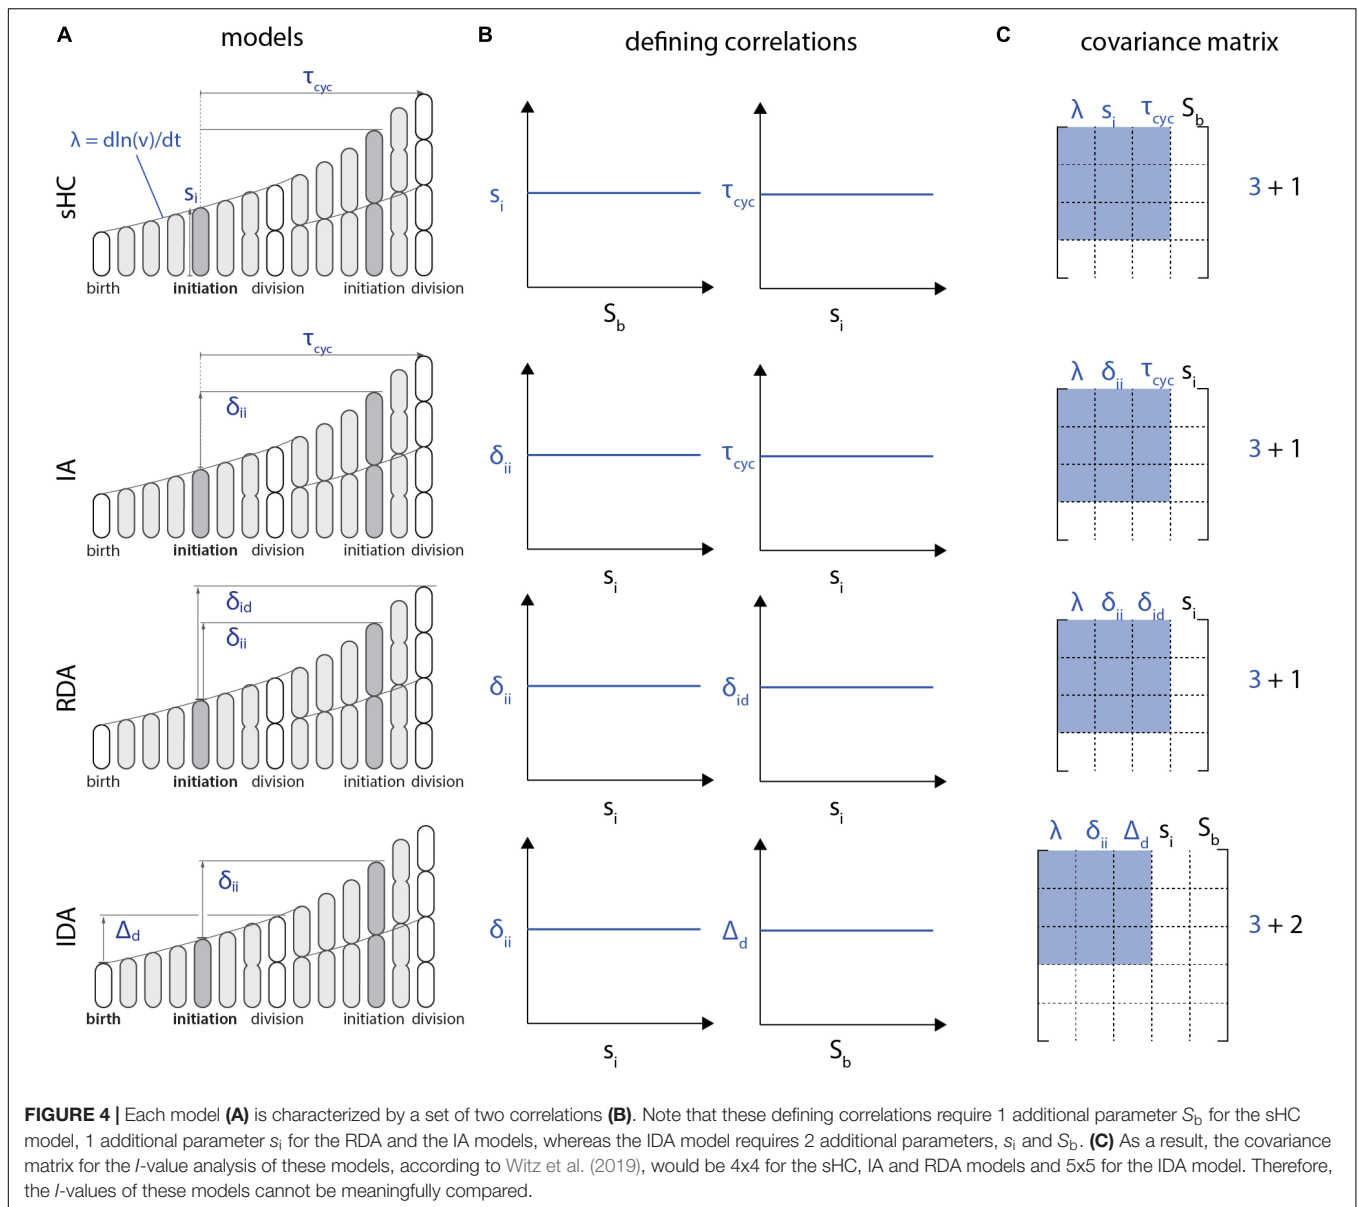 A models B defining correlations C covariance matrix
sHC
τcyc
λ = dln(v)/dt
si
birth initiation division initiation division
si
Sb
τcyc
si
λ si τcyc Sb
3 + 1
IA
τcyc
δii
birth initiation division initiation division
δii
si
τcyc
si
λ δii τcyc si
3 + 1
RDA
δid
δii
birth initiation division initiation division
δii
si
δid
si
λ δii δid si
3 + 1
IDA
δii
Δd
birth initiation division initiation division
δii
si
Δd
Sb
λ δii Δd si Sb
3 + 2
FIGURE 4 | Each model (A) is characterized by a set of two correlations (B). Note that these defining correlations require 1 additional parameter Sb for the sHC
model, 1 additional parameter si for the RDA and the IA models, whereas the IDA model requires 2 additional parameters, si and Sb. (C) As a result, the covariance
matrix for the I-value analysis of these models, according to Witz et al. (2019), would be 4x4 for the sHC, IA and RDA models and 5x5 for the IDA model. Therefore,
the I-values of these models cannot be meaningfully compared.